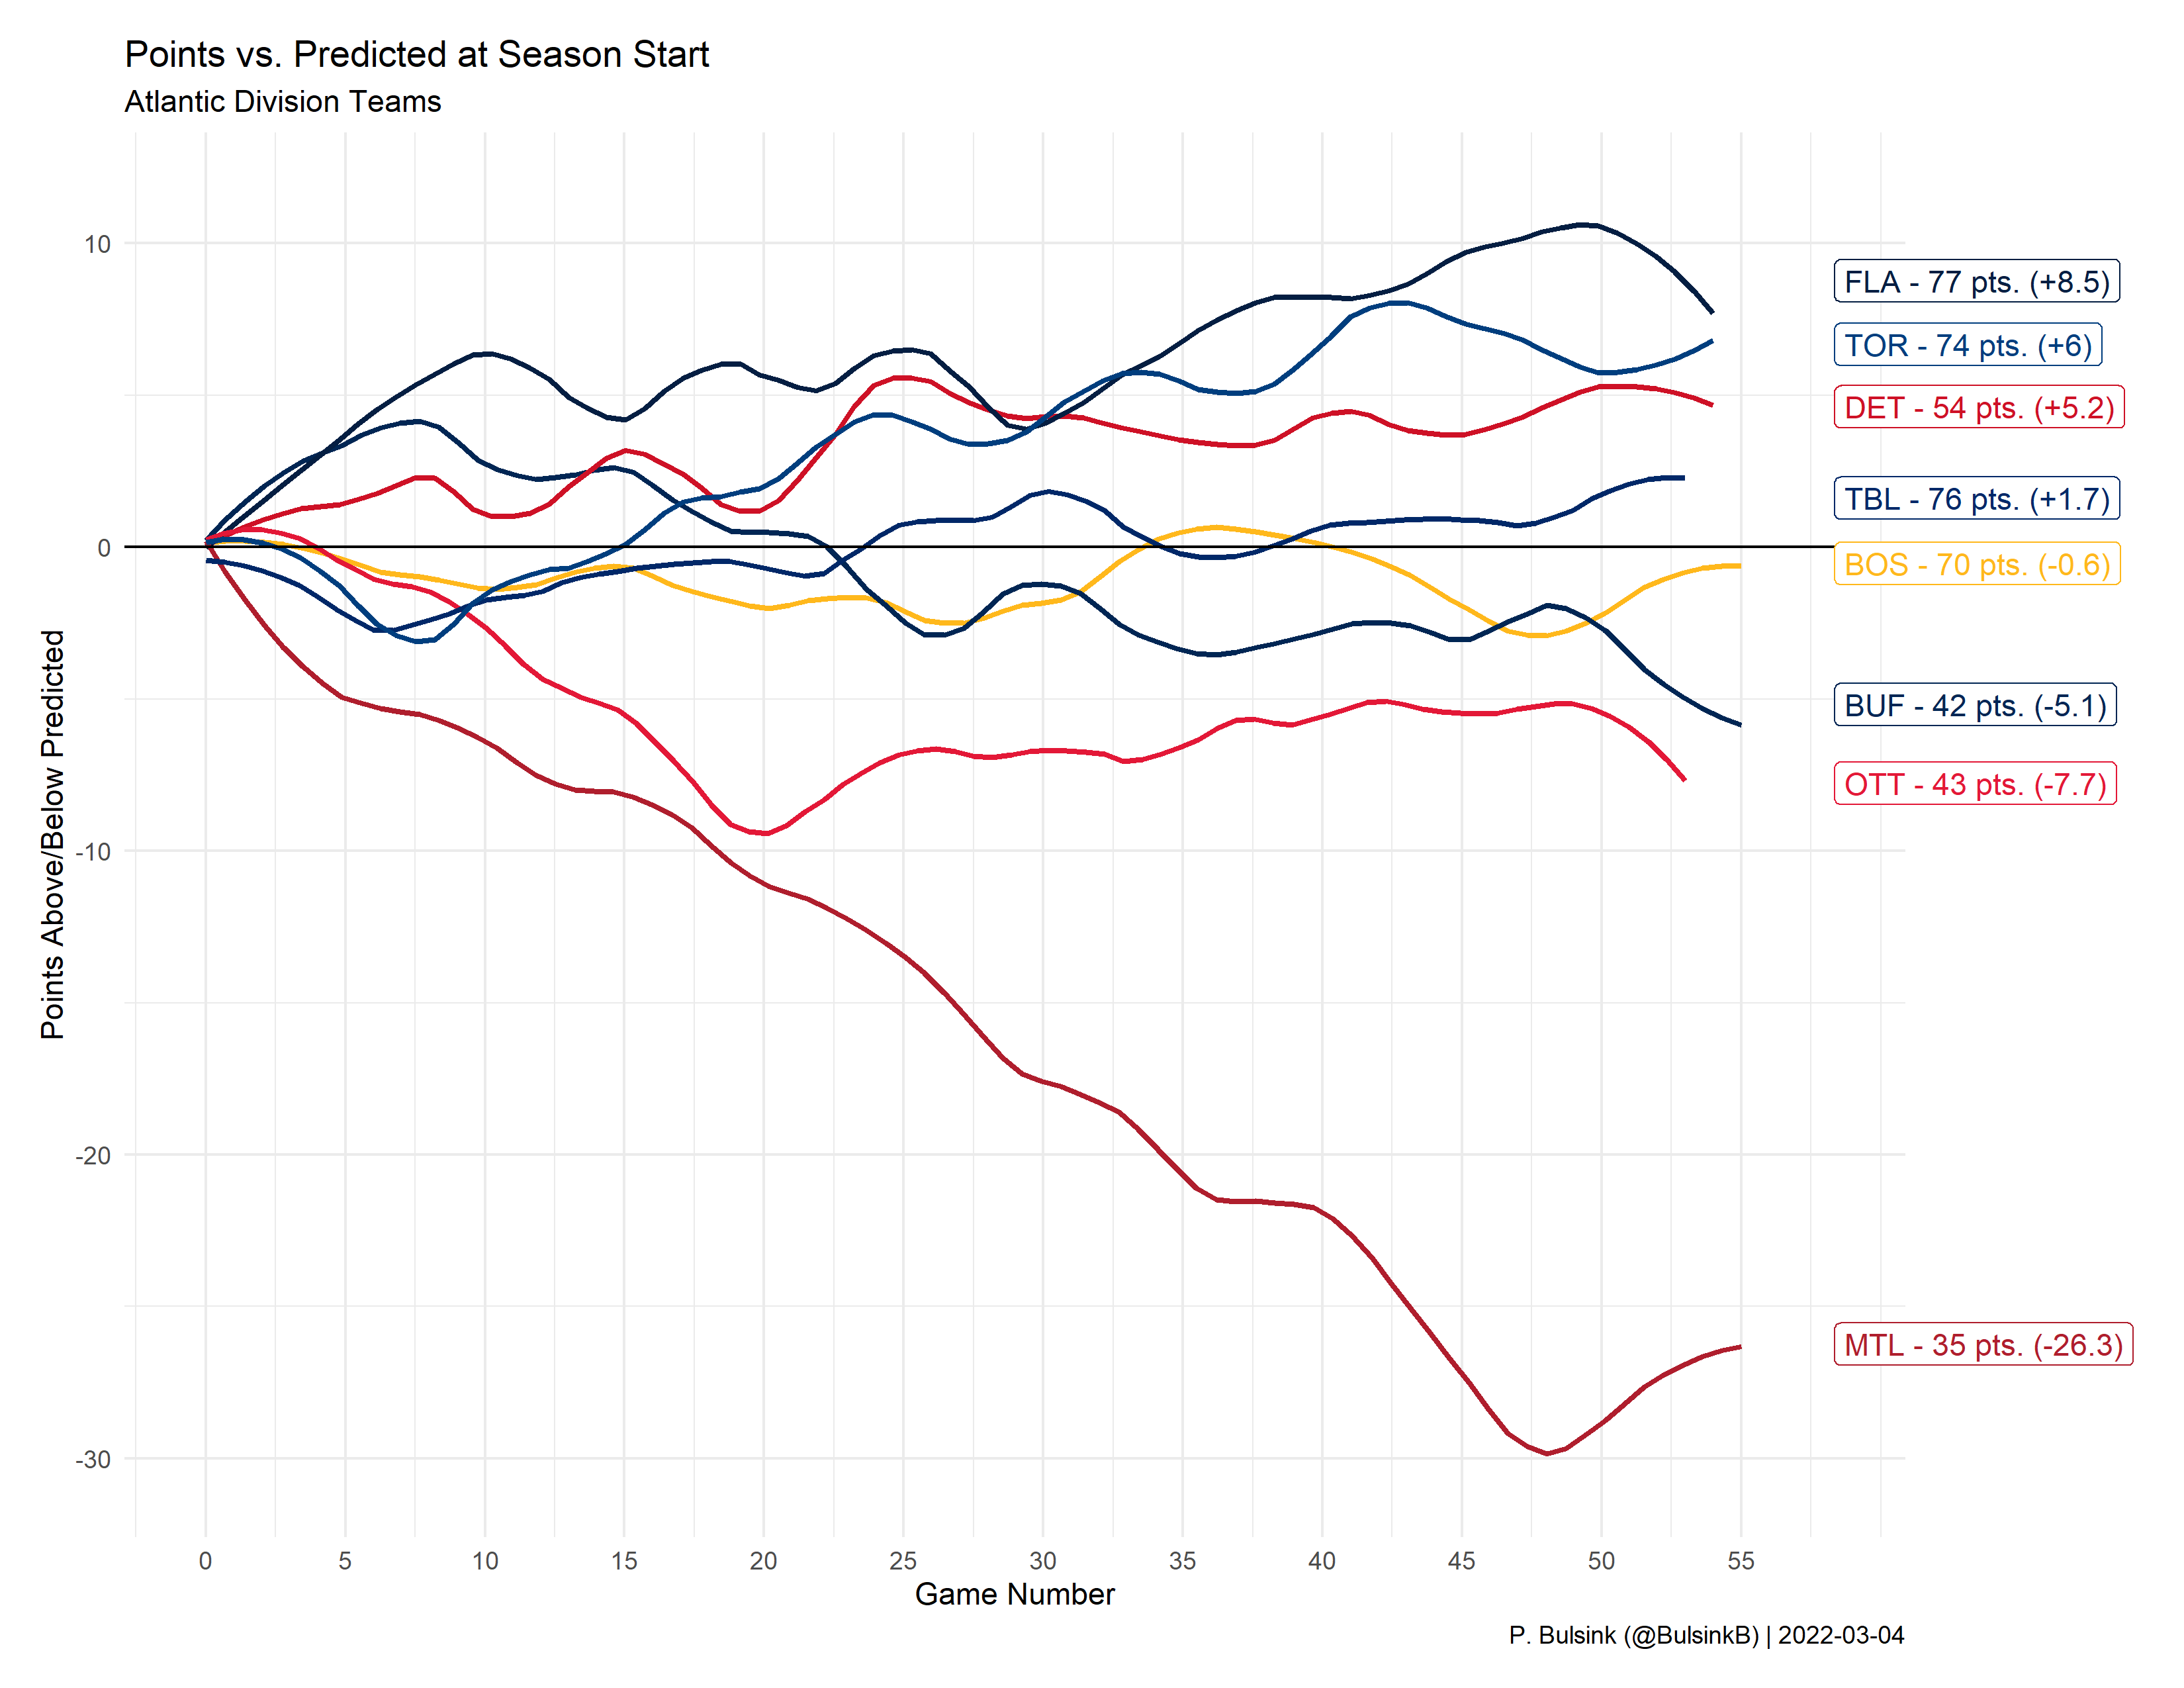 Points vs. Predicted at Season Start
Atlantic Division Teams
Points Above/Below Predicted
10
0
-10
-20
-30
FLA - 77 pts. (+8.5)
TOR - 74 pts. (+6)
DET - 54 pts. (+5.2)
TBL - 76 pts. (+1.7)
BOS - 70 pts. (-0.6)
BUF - 42 pts. (-5.1)
OTT - 43 pts. (-7.7)
MTL - 35 pts. (-26.3)
0 5 10 15 20 25 30 35 40 45 50 55
Game Number
P. Bulsink (@BulsinkB) | 2022-03-04